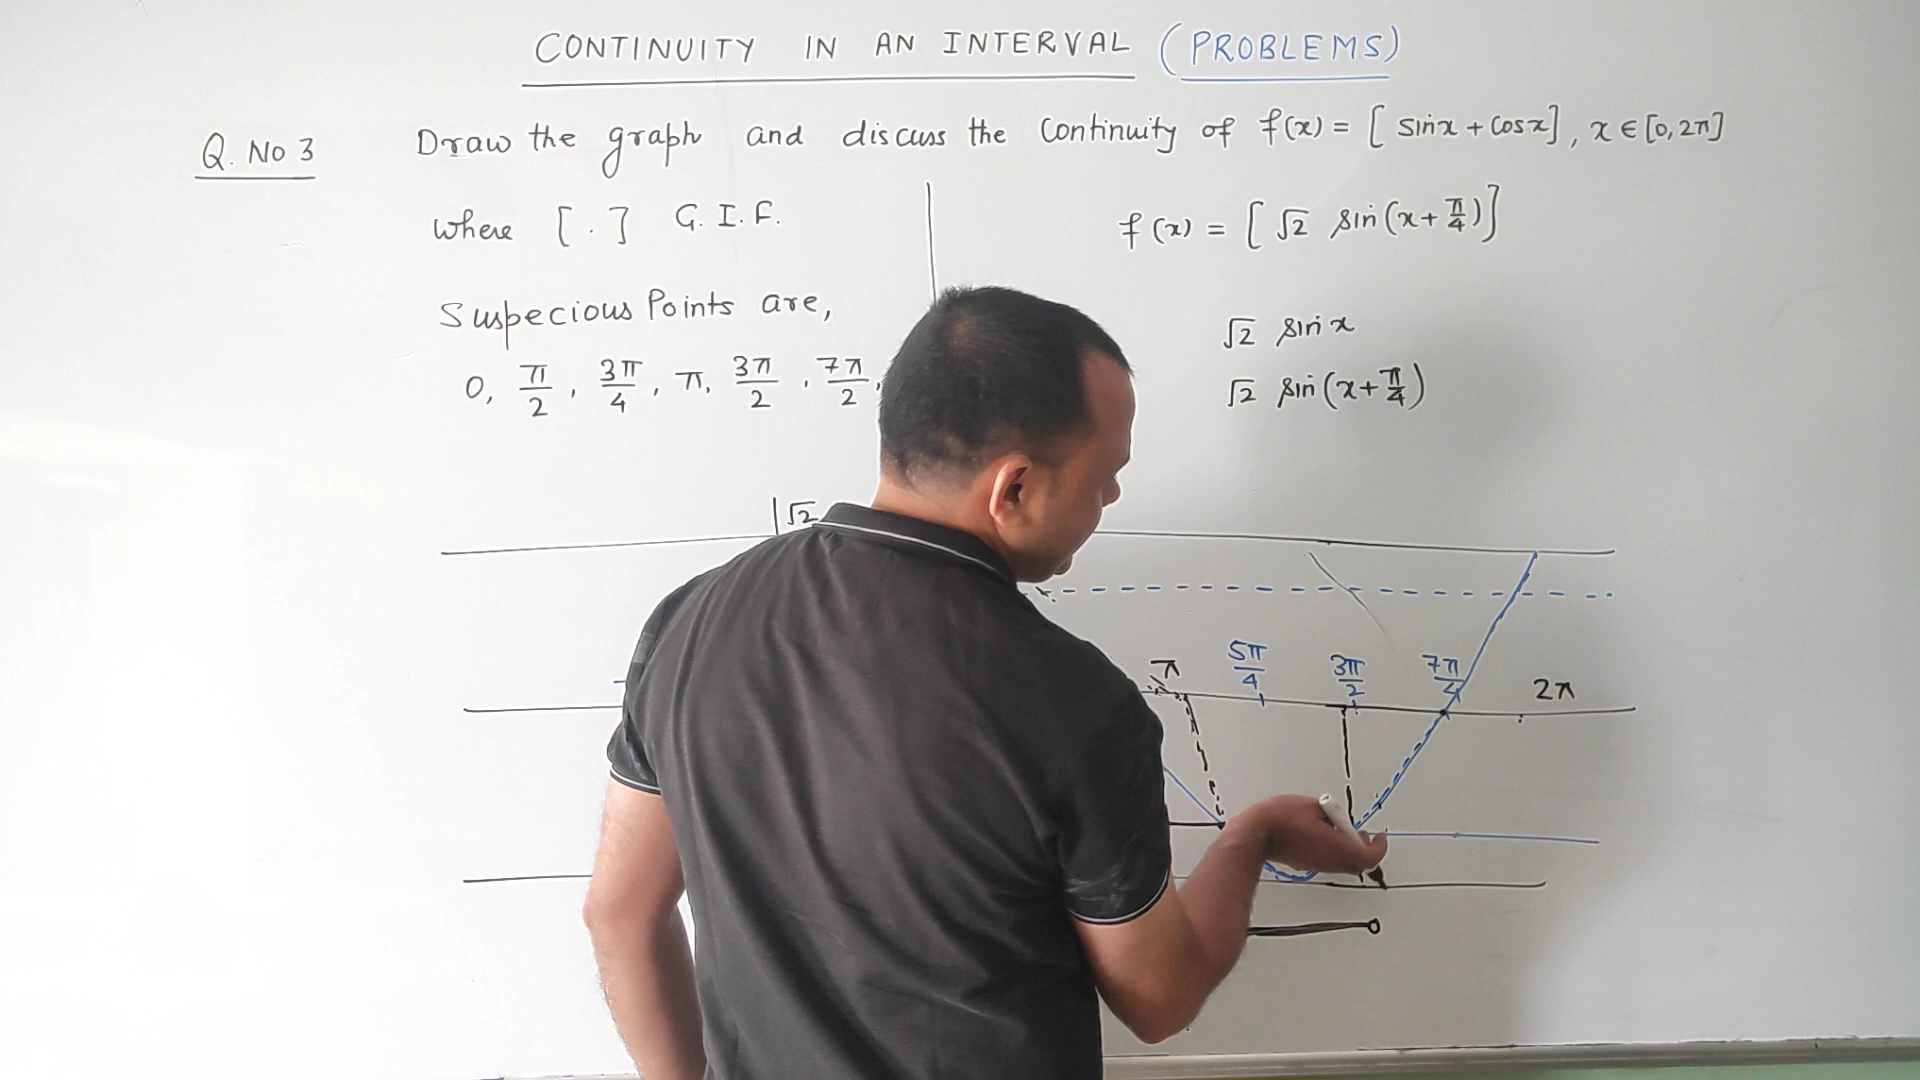 CONTINUITY IN AN INTERVAL (PROBLEMS)
Q. No 3 Draw the graph and discuss the Continuity of f(x) = [ sinx + cosx ] , x ∈ [0, 2π]
where [ . ] G. I. F.
f(x) = [ √2 sin(x + π/4) ]
Suspecious Points are,
0, π/2 , 3π/4 , π, 3π/2 , 7π/2 ,
√2 sin x
√2 sin(x + π/4)
√2
π 5π/4 3π/2 7π/4 2π